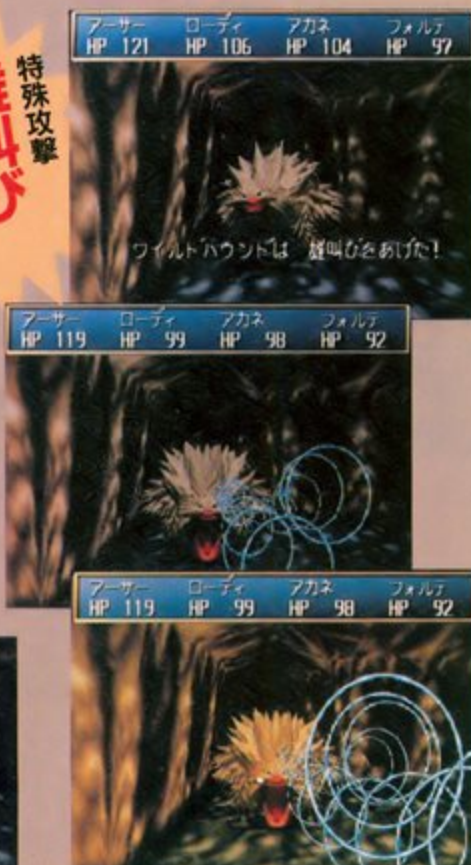 特殊攻撃
雄叫び
アーサー ローディ アカネ フォルテ
HP 121 HP 106 HP 104 HP 97
ワイルドハウンドは 雄叫びをあげた!
アーサー ローディ アカネ フォルテ
HP 119 HP 99 HP 98 HP 92
アーサー ローディ アカネ フォルテ
HP 119 HP 99 HP 98 HP 92